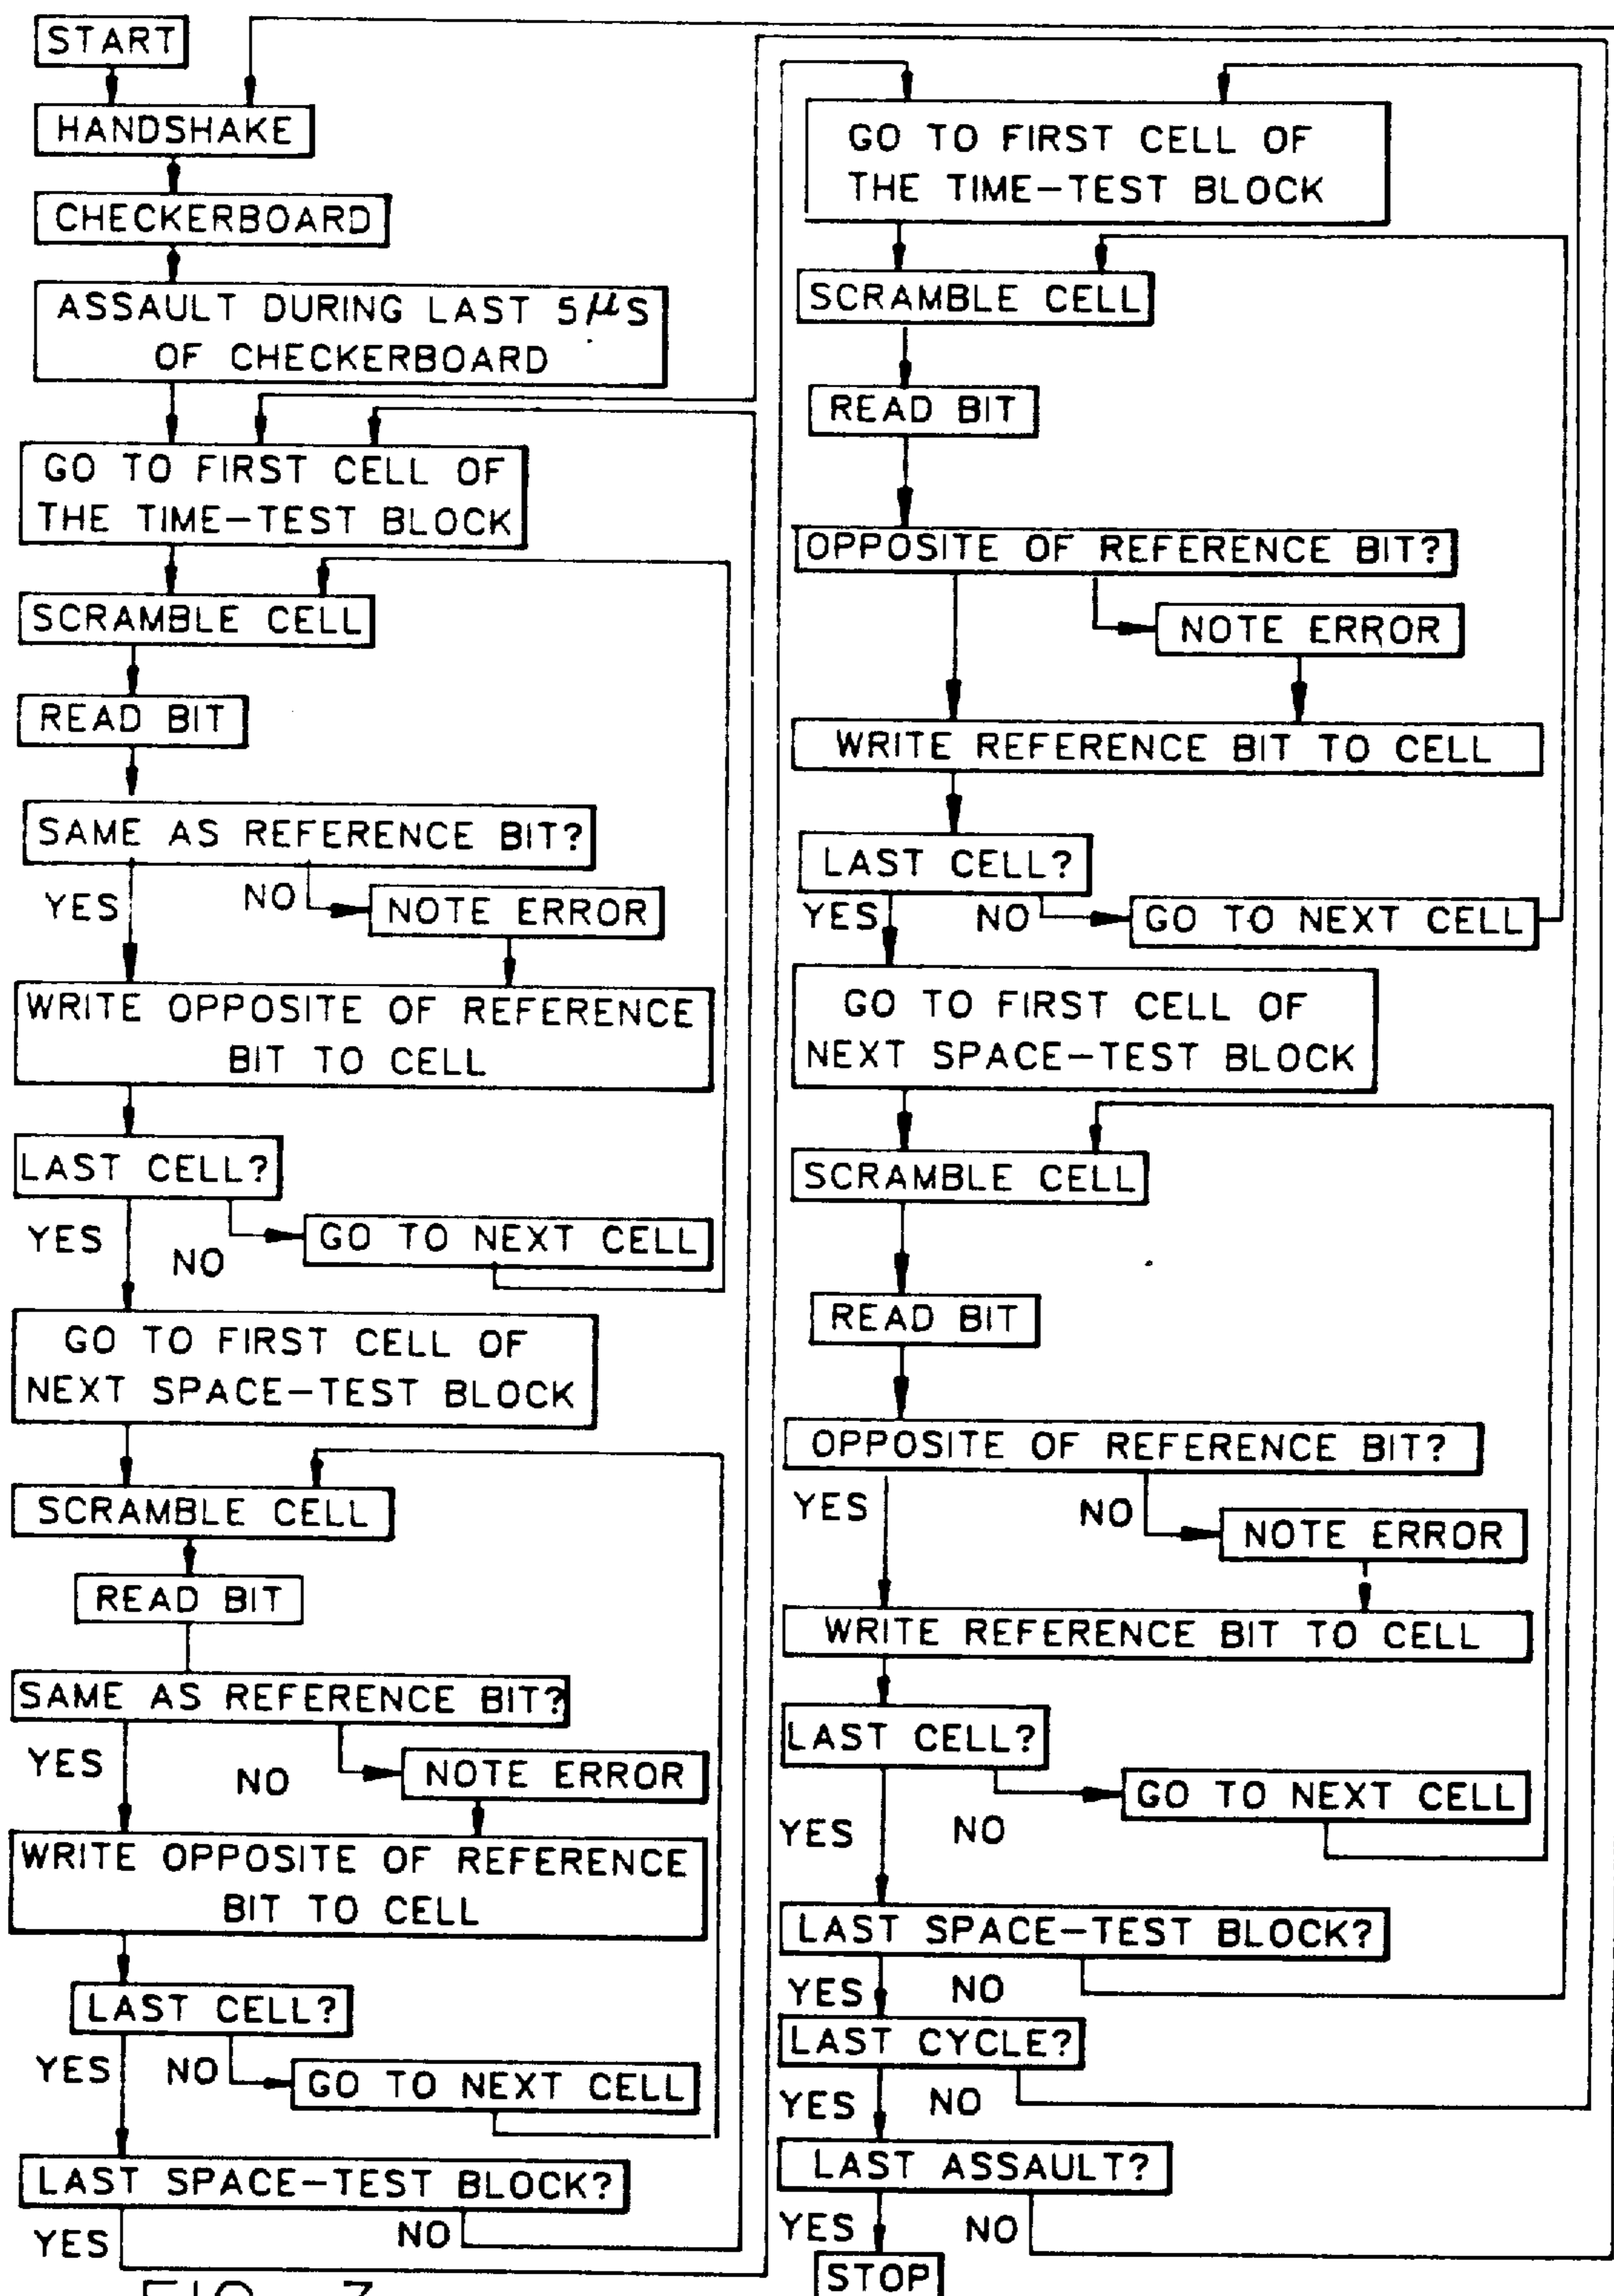 START
HANDSHAKE
CHECKERBOARD
ASSAULT DURING LAST 5µS
OF CHECKERBOARD
GO TO FIRST CELL OF
THE TIME-TEST BLOCK
SCRAMBLE CELL
READ BIT
SAME AS REFERENCE BIT?
YES NO NOTE ERROR
WRITE OPPOSITE OF REFERENCE
BIT TO CELL
LAST CELL?
YES NO GO TO NEXT CELL
GO TO FIRST CELL OF
NEXT SPACE-TEST BLOCK
SCRAMBLE CELL
READ BIT
SAME AS REFERENCE BIT?
YES NO NOTE ERROR
WRITE OPPOSITE OF REFERENCE
BIT TO CELL
LAST CELL?
YES NO GO TO NEXT CELL
LAST SPACE-TEST BLOCK?
YES NO
GO TO FIRST CELL OF
THE TIME-TEST BLOCK
SCRAMBLE CELL
READ BIT
OPPOSITE OF REFERENCE BIT?
NOTE ERROR
WRITE REFERENCE BIT TO CELL
LAST CELL?
YES NO GO TO NEXT CELL
GO TO FIRST CELL OF
NEXT SPACE-TEST BLOCK
SCRAMBLE CELL
READ BIT
OPPOSITE OF REFERENCE BIT?
YES NO NOTE ERROR
WRITE REFERENCE BIT TO CELL
LAST CELL?
YES NO GO TO NEXT CELL
LAST SPACE-TEST BLOCK?
YES NO
LAST CYCLE?
YES NO
LAST ASSAULT?
YES NO
STOP